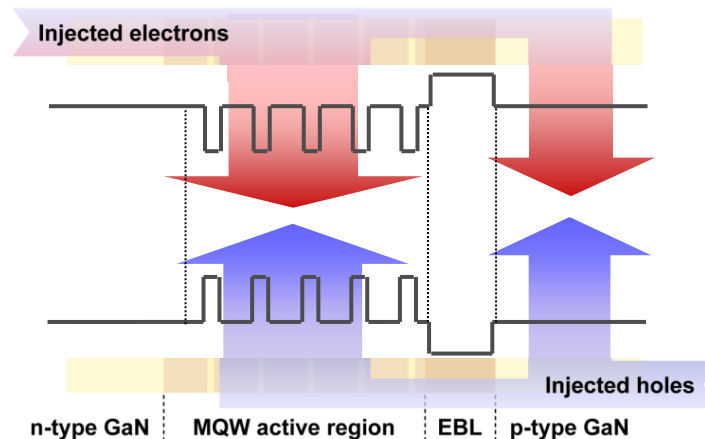 Injected electrons
Injected holes
n-type GaN MQW active region EBL p-type GaN